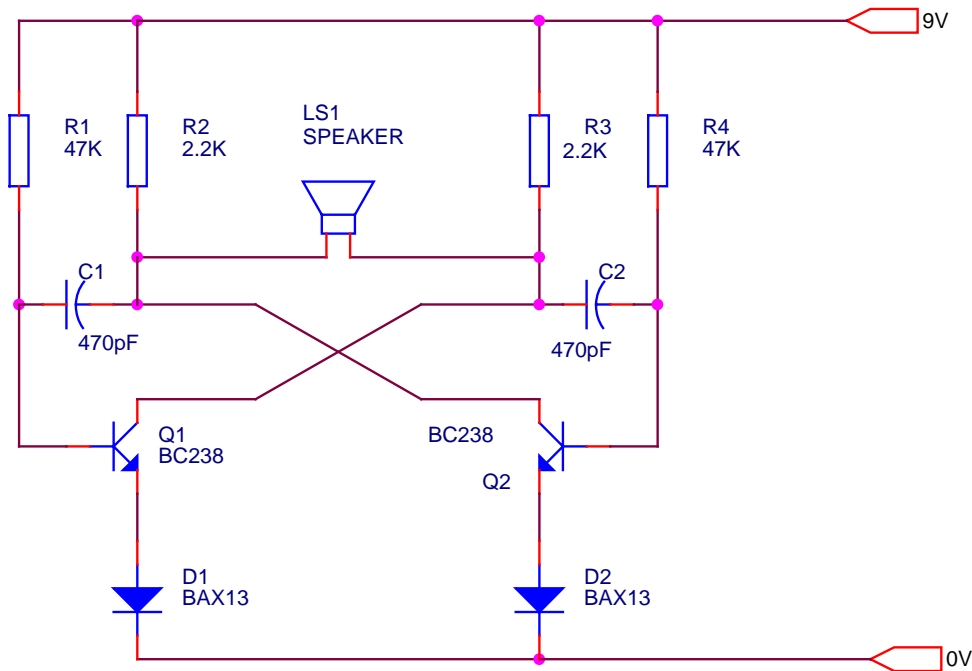 9V
LS1
SPEAKER
R1
47K
R2
2.2K
R3
2.2K
R4
47K
C1
470pF
C2
470pF
Q1
BC238
BC238
Q2
D1
BAX13
D2
BAX13
0V